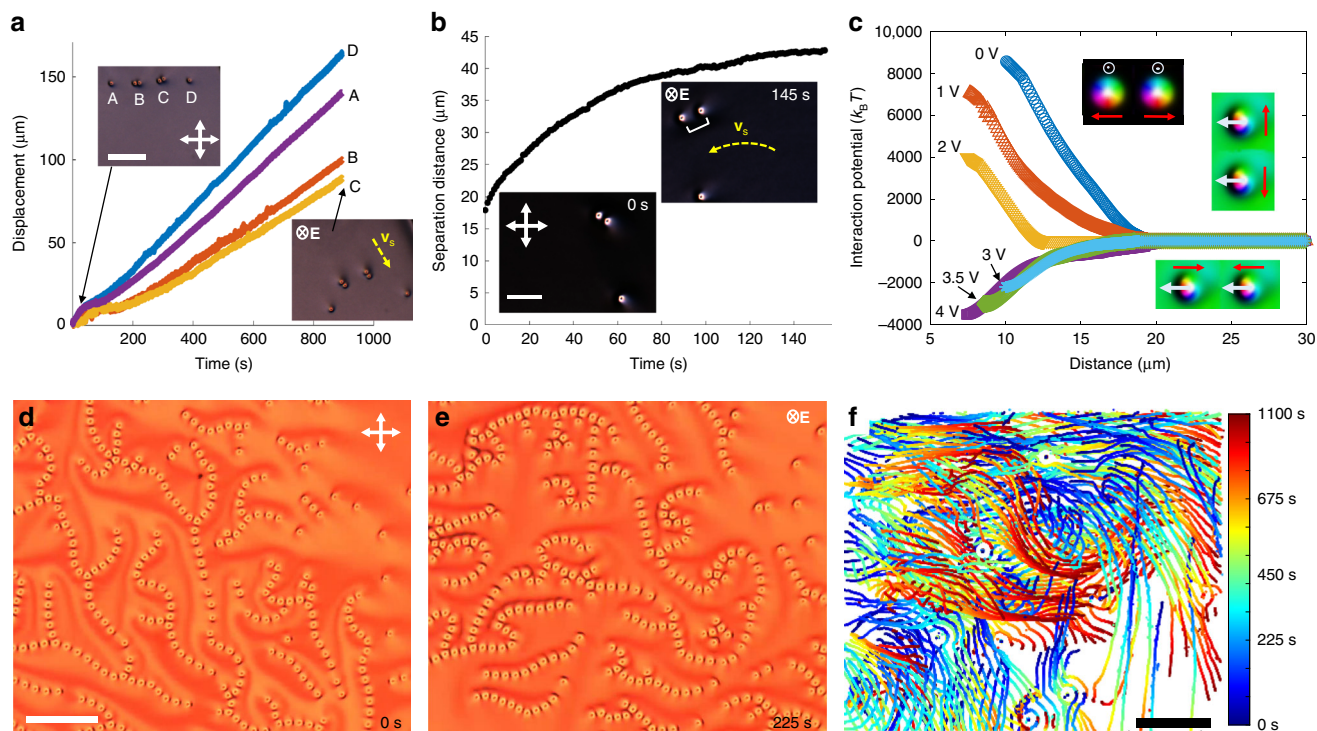 a
Displacement (μm)
150
100
50
0
200
400
600
800
1000
Time (s)
A B C D
D
A
B
C
⊗E
vs
b
Separation distance (μm)
45
40
35
30
25
20
15
10
5
0
0
20
40
60
80
100
120
140
Time (s)
⊗E
145 s
vs
0 s
c
Interaction potential (kBT)
10,000
8000
6000
4000
2000
0
−2000
−4000
5
10
15
20
25
30
Distance (μm)
0 V
1 V
2 V
3 V
3.5 V
4 V
d
0 s
e
⊗E
225 s
f
1100 s
675 s
450 s
225 s
0 s